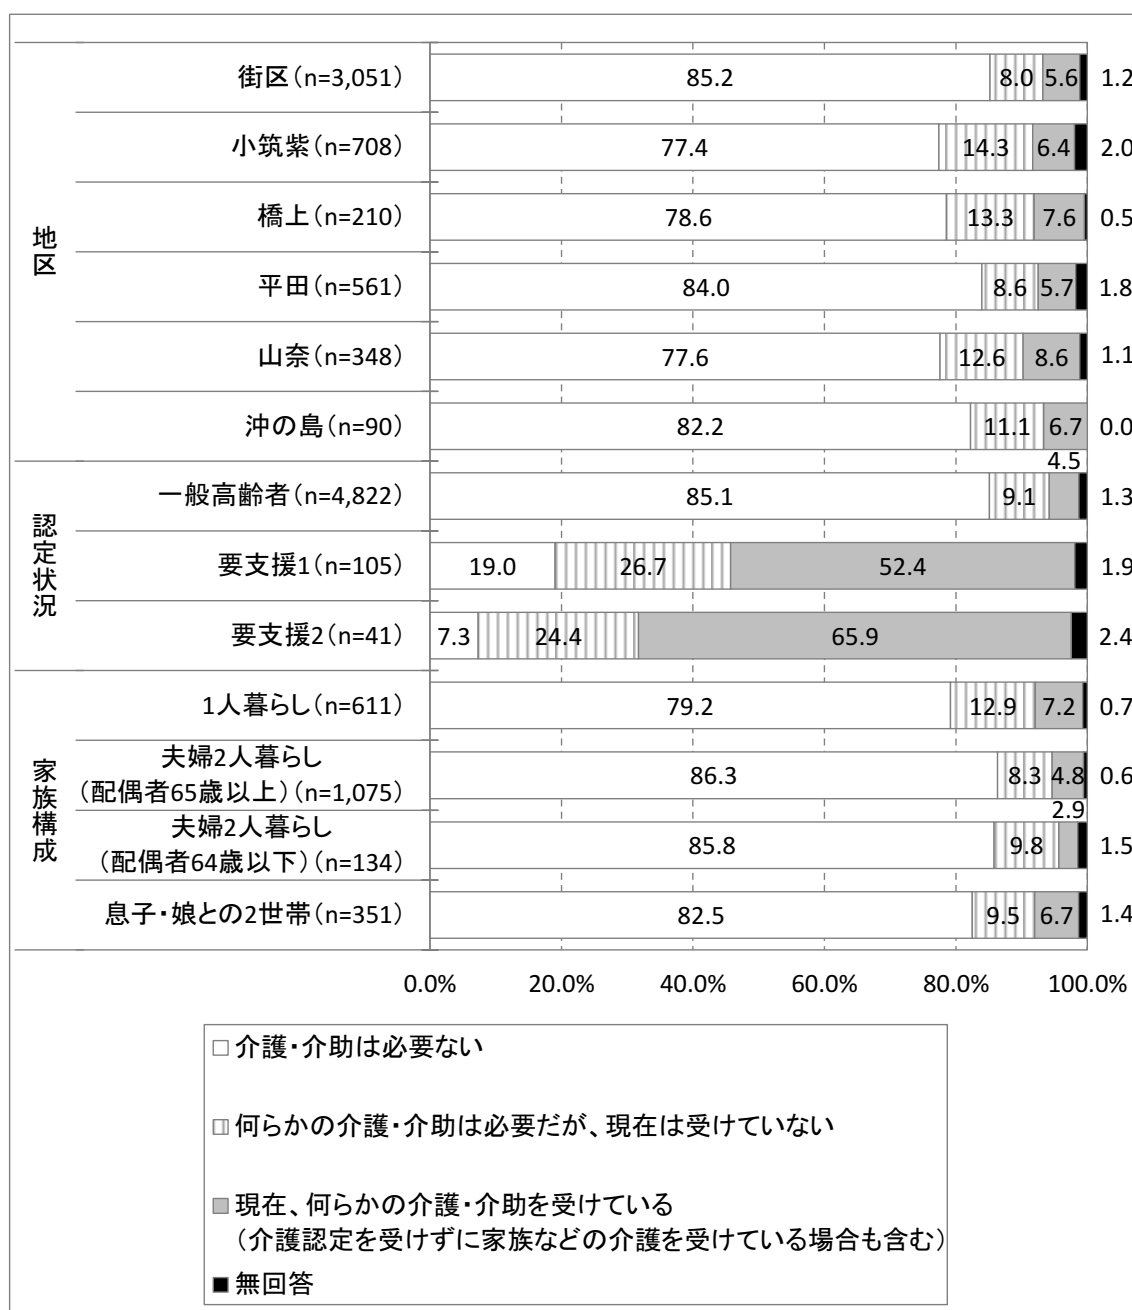 地区
街区（n=3,051）
85.2 8.0 5.6 1.2
小筑紫（n=708）
77.4 14.3 6.4 2.0
橋上（n=210）
78.6 13.3 7.6 0.5
平田（n=561）
84.0 8.6 5.7 1.8
山奈（n=348）
77.6 12.6 8.6 1.1
沖の島（n=90）
82.2 11.1 6.7 0.0
認定状況
一般高齢者（n=4,822）
85.1 9.1 4.5 1.3
要支援1（n=105）
19.0 26.7 52.4 1.9
要支援2（n=41）
7.3 24.4 65.9 2.4
家族構成
1人暮らし（n=611）
79.2 12.9 7.2 0.7
夫婦2人暮らし
（配偶者65歳以上）（n=1,075）
86.3 8.3 4.8 0.6
夫婦2人暮らし
（配偶者64歳以下）（n=134）
85.8 9.8 2.9 1.5
息子・娘との2世帯（n=351）
82.5 9.5 6.7 1.4
0.0% 20.0% 40.0% 60.0% 80.0% 100.0%
介護・介助は必要ない
何らかの介護・介助は必要だが、現在は受けていない
現在、何らかの介護・介助を受けている
（介護認定を受けずに家族などの介護を受けている場合も含む）
無回答